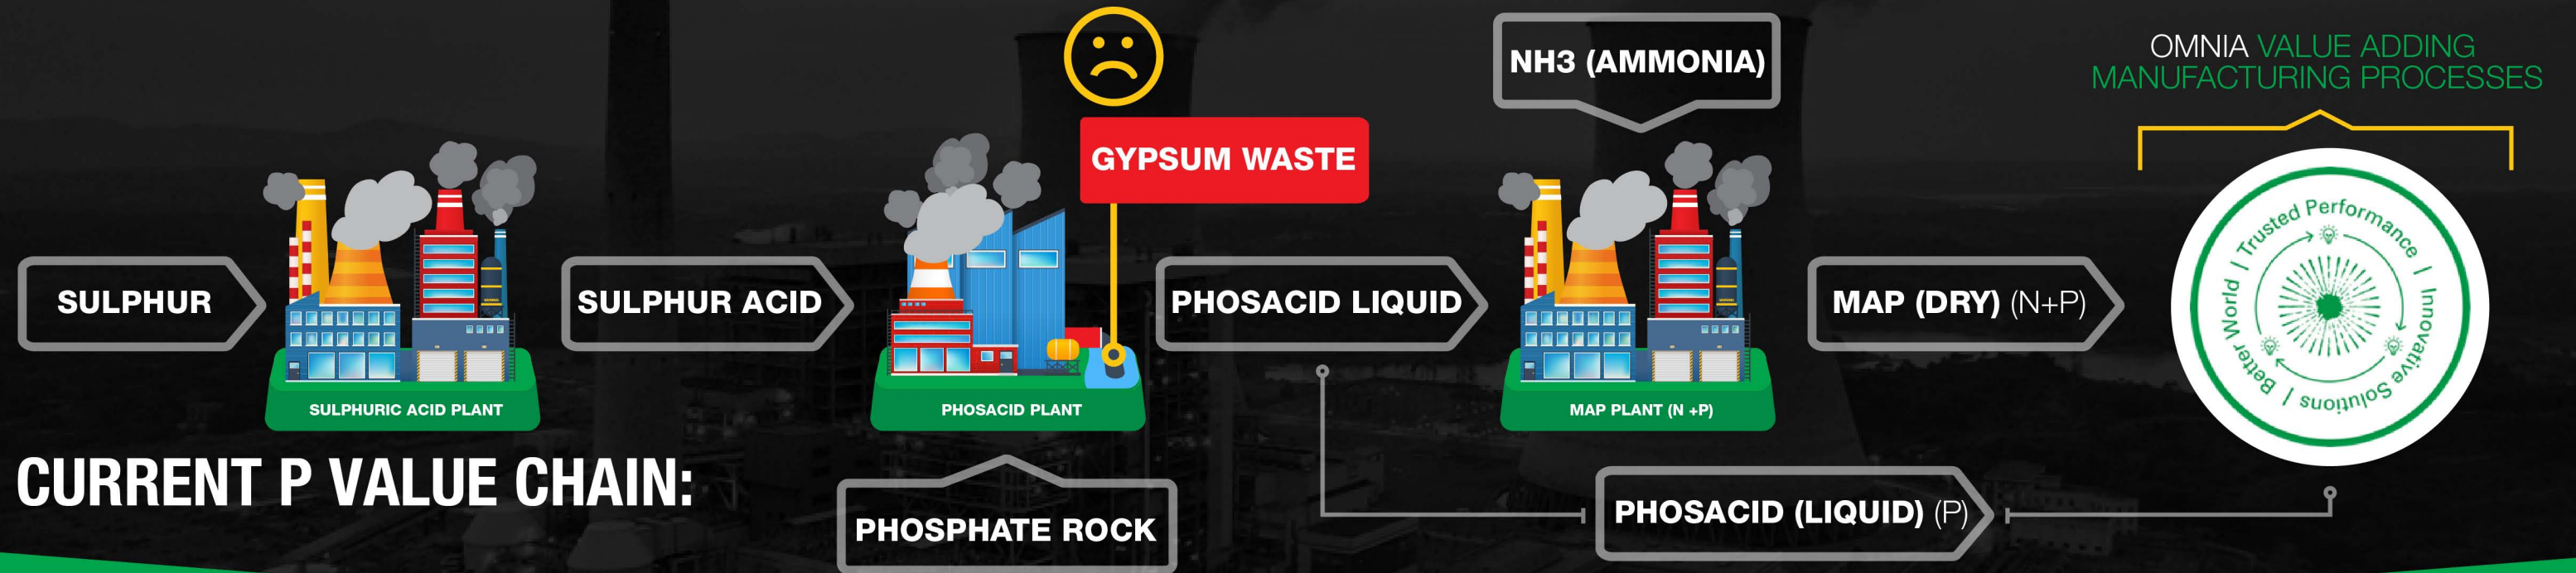 OMNIA VALUE ADDING
MANUFACTURING PROCESSES
NH3 (AMMONIA)
GYPSUM WASTE
SULPHUR
SULPHUR ACID
PHOSACID LIQUID
MAP (DRY) (N+P)
Trusted Performance | Innovative Solutions | Better World |
SULPHURIC ACID PLANT
PHOSACID PLANT
MAP PLANT (N +P)
CURRENT P VALUE CHAIN:
PHOSPHATE ROCK
PHOSACID (LIQUID) (P)